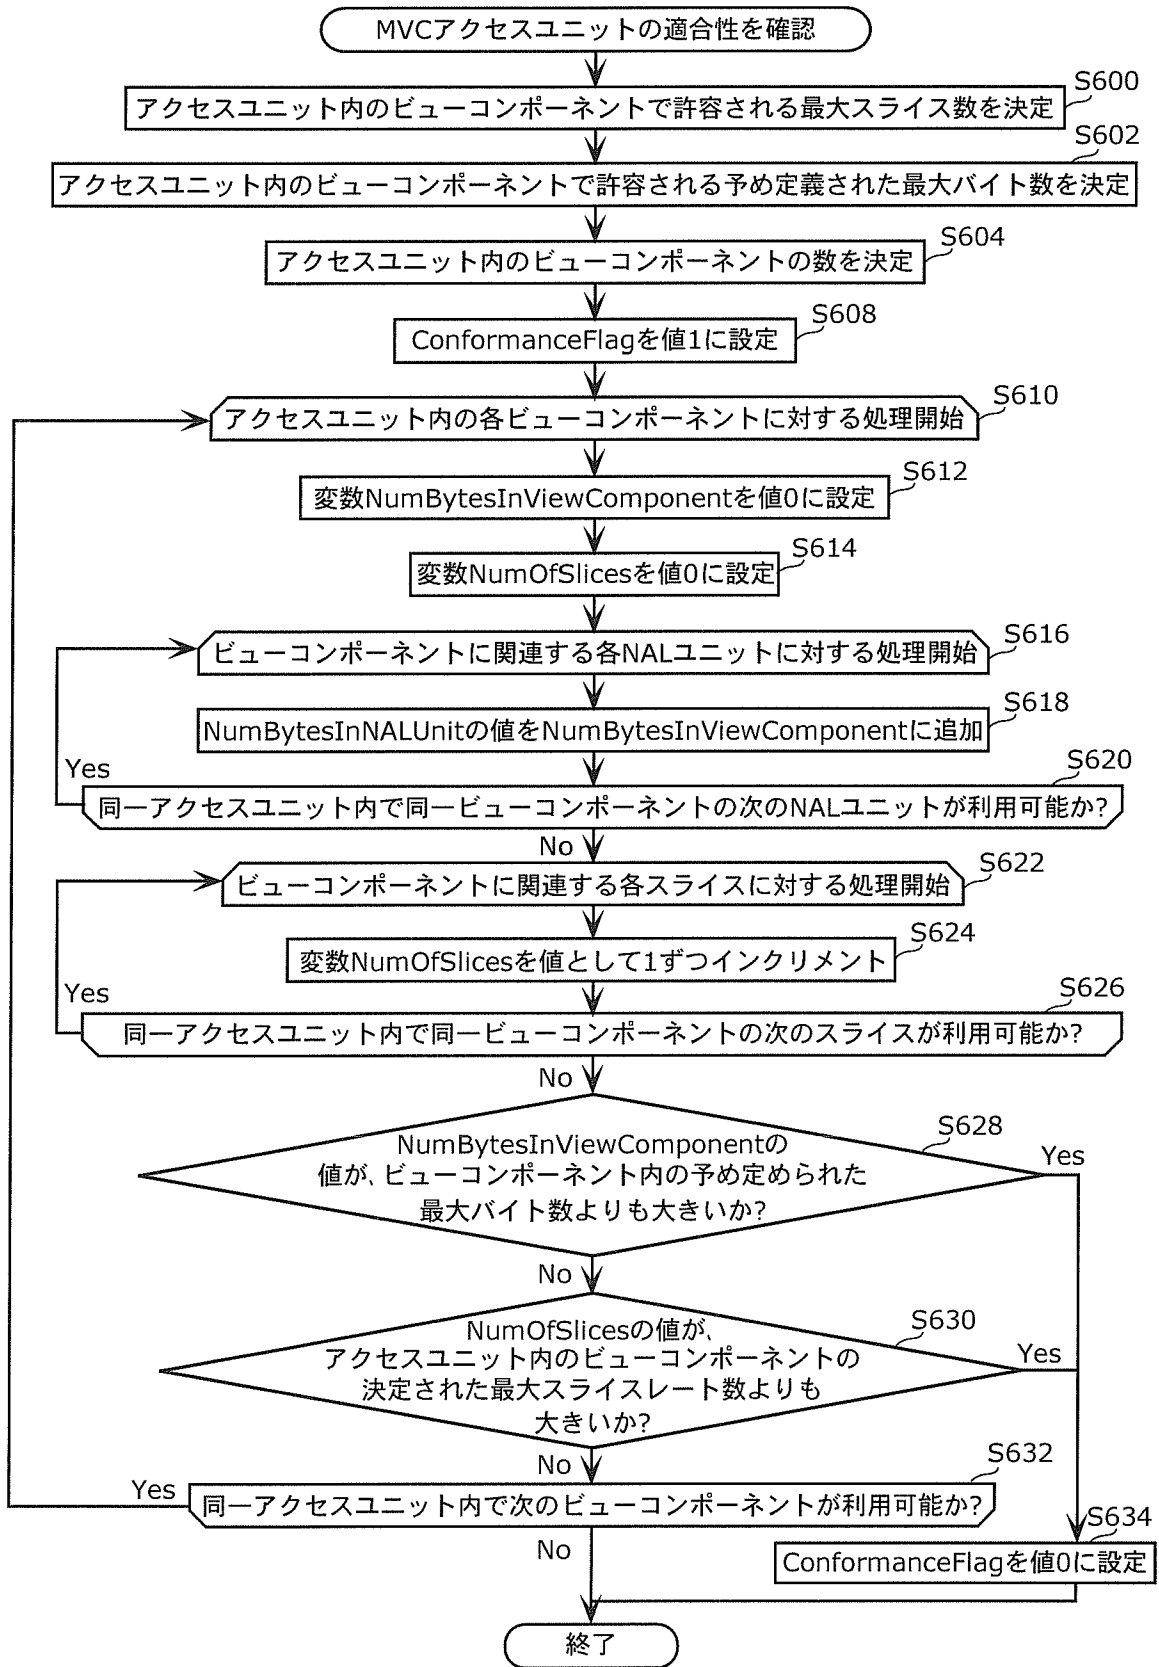 MVCアクセスユニットの適合性を確認
S600
アクセスユニット内のビューコンポーネントで許容される最大スライス数を決定
S602
アクセスユニット内のビューコンポーネントで許容される予め定義された最大バイト数を決定
S604
アクセスユニット内のビューコンポーネントの数を決定
S608
ConformanceFlagを値1に設定
S610
アクセスユニット内の各ビューコンポーネントに対する処理開始
S612
変数NumBytesInViewComponentを値0に設定
S614
変数NumOfSlicesを値0に設定
S616
ビューコンポーネントに関連する各NALユニットに対する処理開始
S618
NumBytesInNALUnitの値をNumBytesInViewComponentに追加
Yes
S620
同一アクセスユニット内で同一ビューコンポーネントの次のNALユニットが利用可能か?
No
S622
ビューコンポーネントに関連する各スライスに対する処理開始
S624
変数NumOfSlicesを値として1ずつインクリメント
Yes
S626
同一アクセスユニット内で同一ビューコンポーネントの次のスライスが利用可能か?
No
S628
NumBytesInViewComponentの
値が、ビューコンポーネント内の予め定められた
最大バイト数よりも大きいか?
Yes
No
S630
NumOfSlicesの値が、
アクセスユニット内のビューコンポーネントの
決定された最大スライスレート数よりも
大きいか?
Yes
No
S632
Yes
同一アクセスユニット内で次のビューコンポーネントが利用可能か?
No
S634
ConformanceFlagを値0に設定
終了